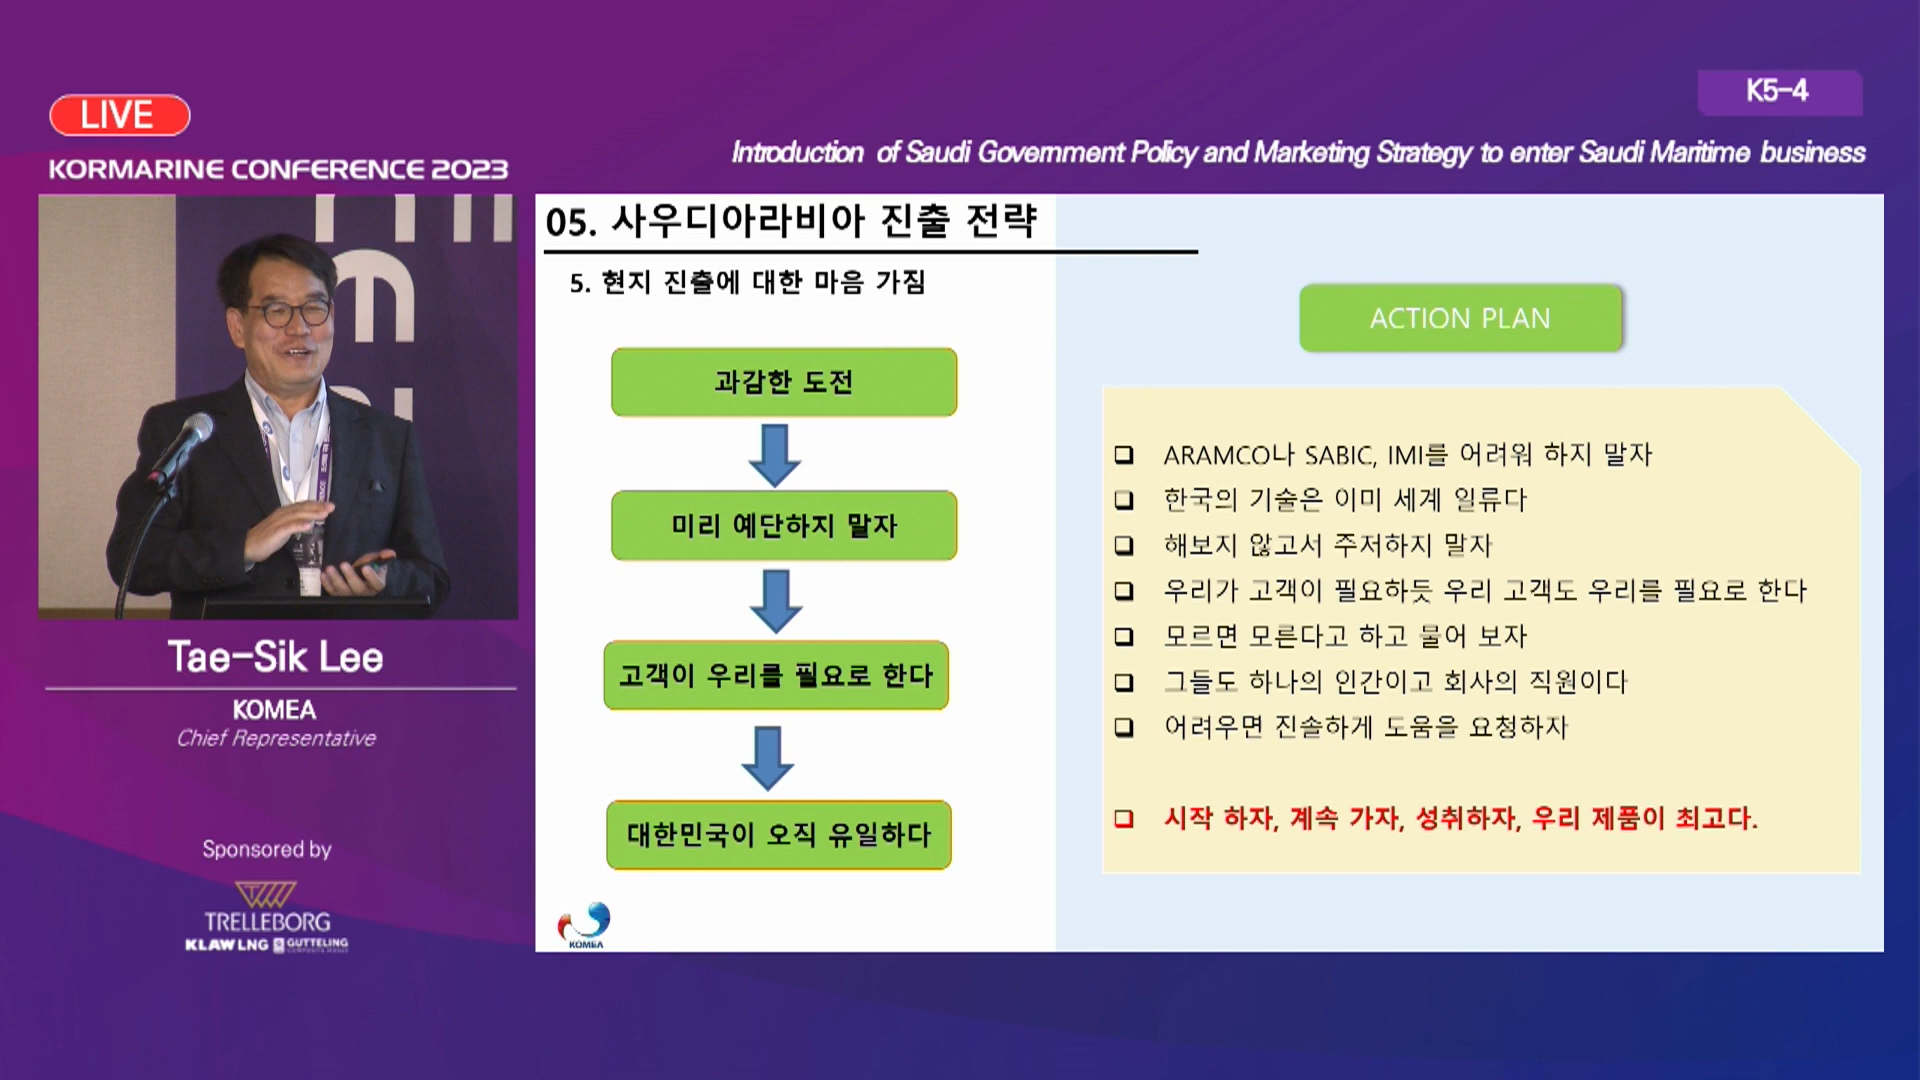 LIVE
KORMARINE CONFERENCE 2023
K5-4
Introduction of Saudi Government Policy and Marketing Strategy to enter Saudi Maritime business
05. 사우디아라비아 진출 전략
5. 현지 진출에 대한 마음 가짐
과감한 도전
미리 예단하지 말자
고객이 우리를 필요로 한다
대한민국이 오직 유일하다
KOMEA
ACTION PLAN
ARAMCO나 SABIC, IMI를 어려워 하지 말자
한국의 기술은 이미 세계 일류다
해보지 않고서 주저하지 말자
우리가 고객이 필요하듯 우리 고객도 우리를 필요로 한다
모르면 모른다고 하고 물어 보자
그들도 하나의 인간이고 회사의 직원이다
어려우면 진솔하게 도움을 요청하자
시작 하자, 계속 가자, 성취하자, 우리 제품이 최고다.
Tae-Sik Lee
KOMEA
Chief Representative
Sponsored by
TRELLEBORG
KLAW LNG GUTTELING